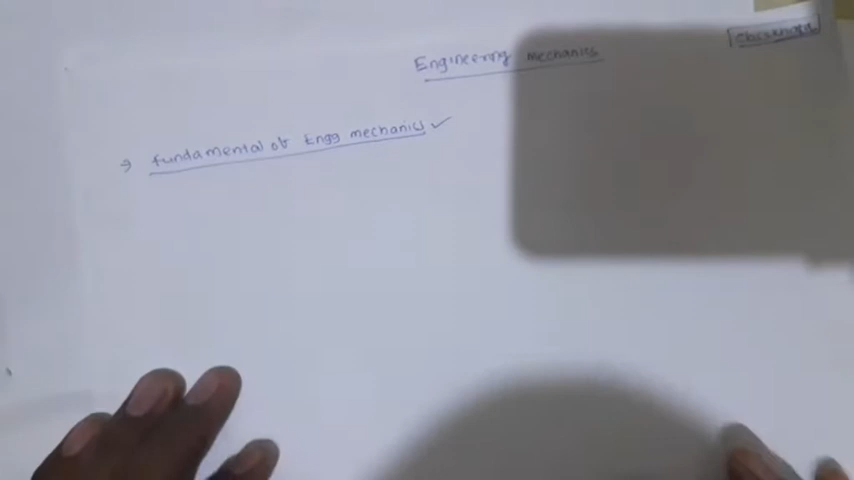 Engineering mechanics
→ fundamental of Engg mechanics ✓